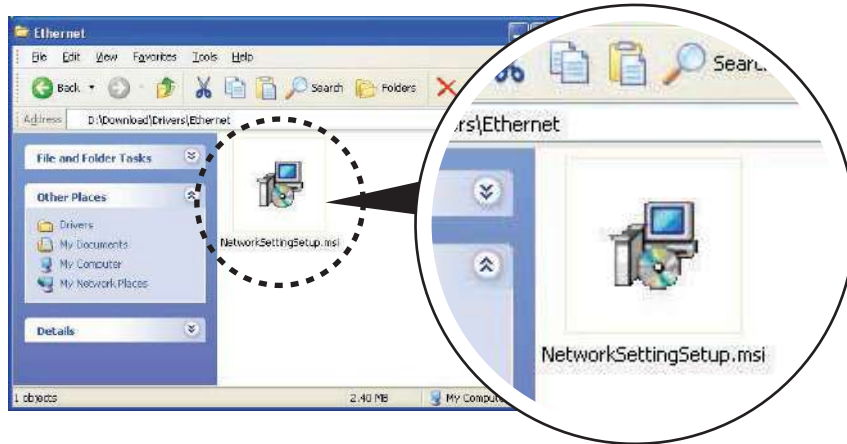 Ethernet
File Edit View Favorites Tools Help
Back Search Folders
Address D:\Download\Drivers\Ethernet
File and Folder Tasks
Other Places
Drivers
My Documents
My Computer
My Network Places
Details
NetworkSettingSetup.msi
1 objects 2.40 MB My Compute
Searc
rs\Ethernet
NetworkSettingSetup.msi